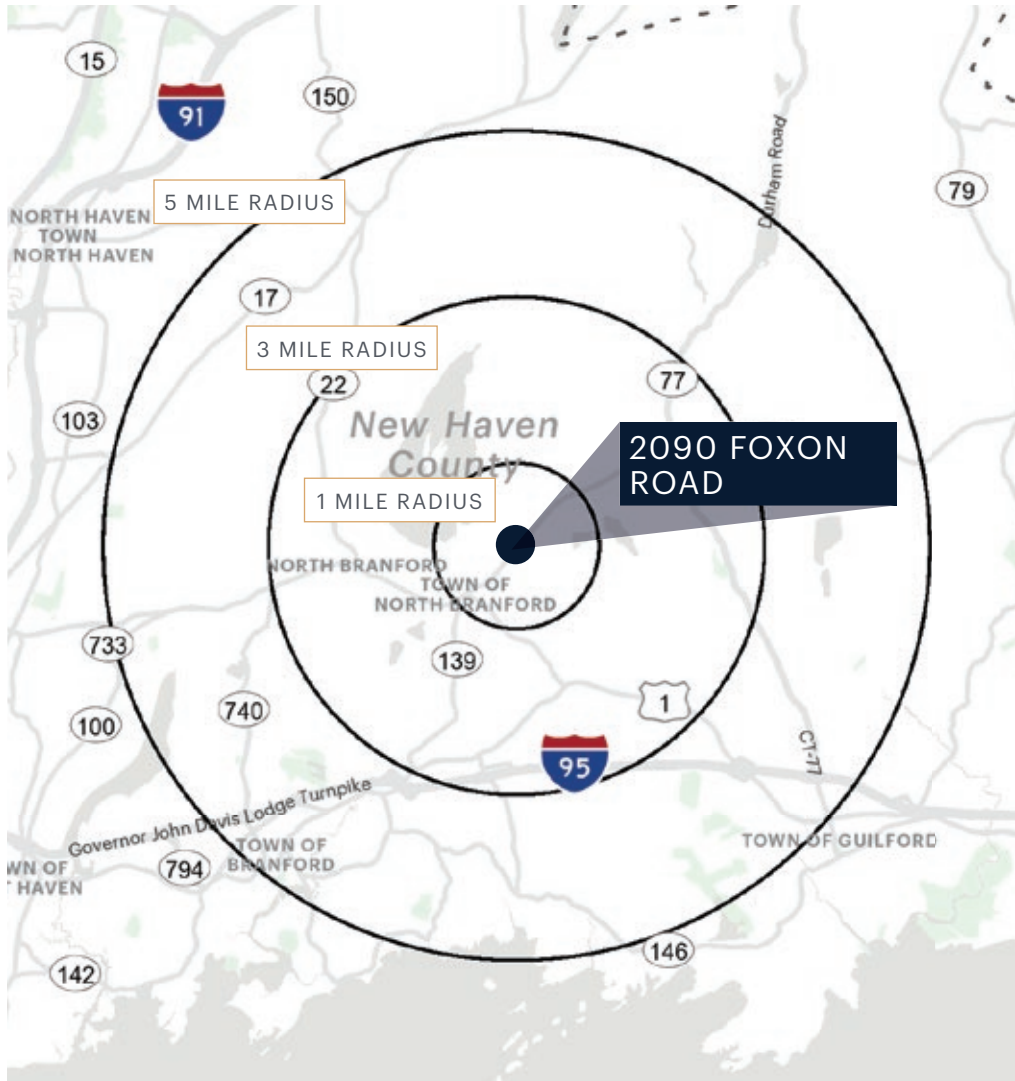 15
91
150
Durham Road
79
5 MILE RADIUS
NORTH HAVEN
TOWN
NORTH HAVEN
17
3 MILE RADIUS
22
77
103
New Haven
County
2090 FOXON
ROAD
1 MILE RADIUS
NORTH BRANFORD
TOWN OF
NORTH BRANFORD
733
139
740
100
1
95
CT-77
Governor John Davis Lodge Turnpike
TOWN OF
BRANFORD
TOWN OF GUILFORD
794
WN OF
T HAVEN
146
142